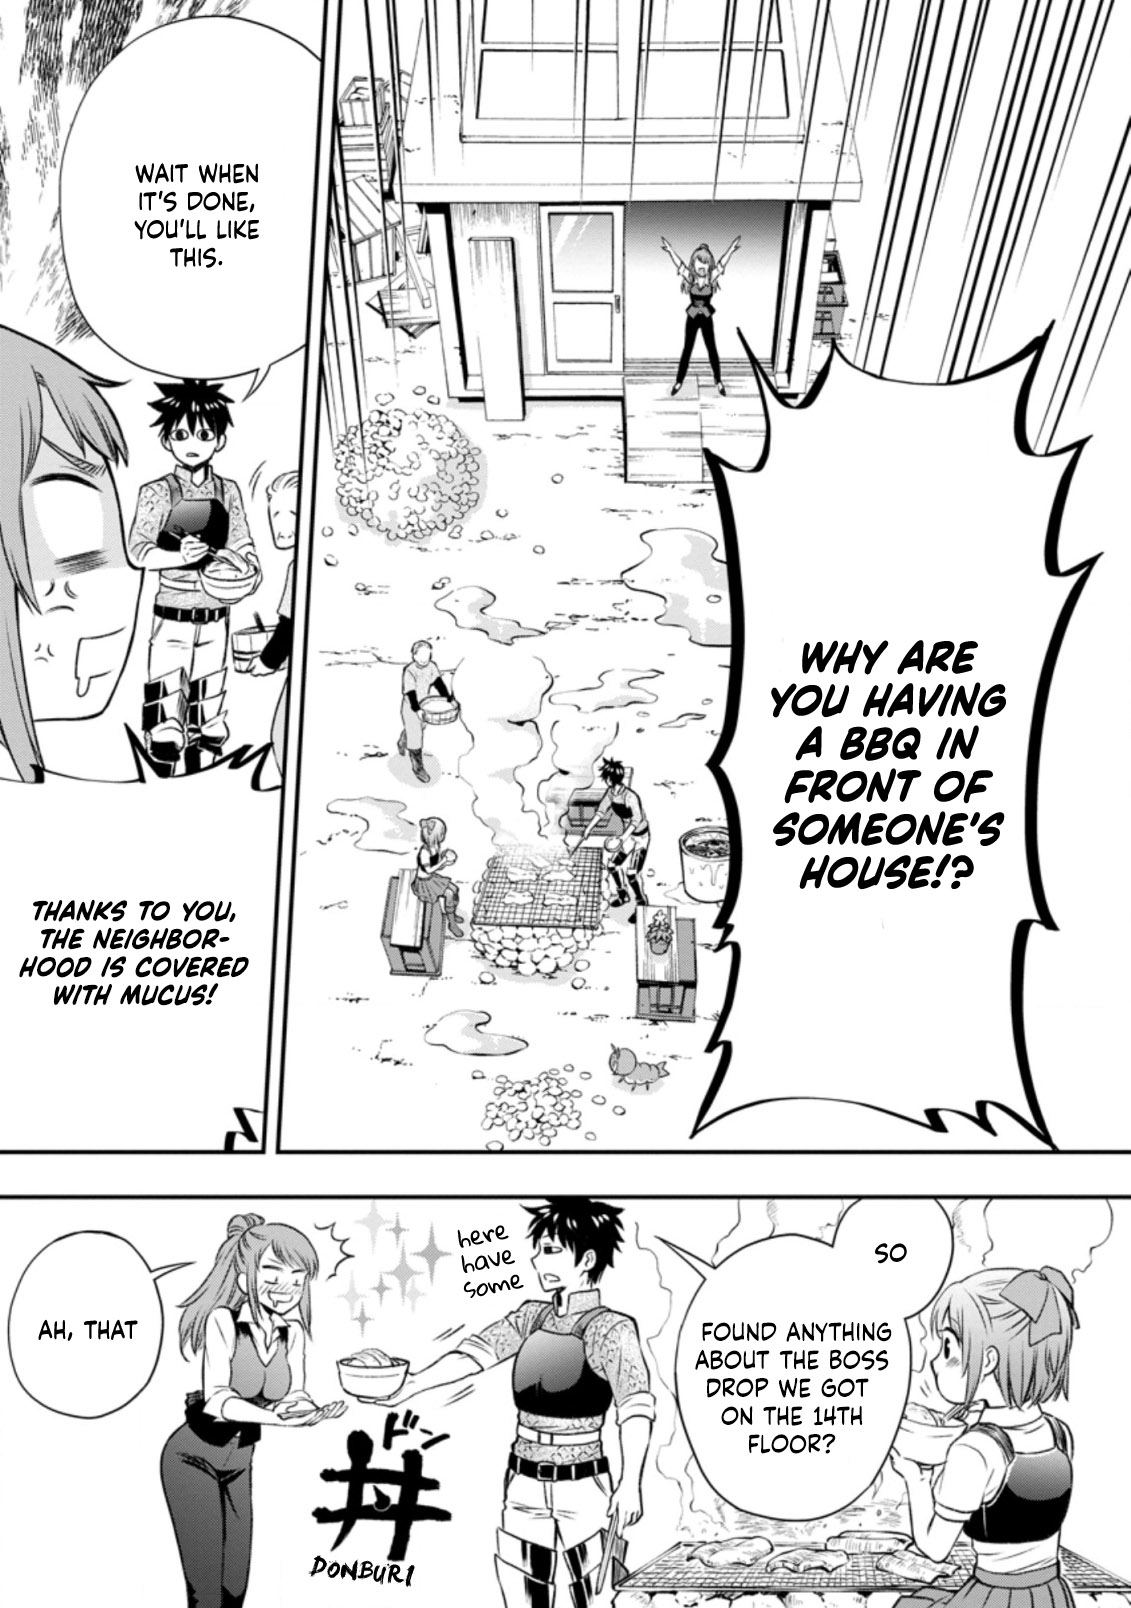 WHY ARE
YOU HAVING
A BBQ IN
FRONT OF
SOMEONE'S
HOUSE!?
WAIT WHEN
IT'S DONE,
YOU'LL LIKE
THIS.
THANKS TO YOU,
THE NEIGHBOR-
HOOD IS COVERED
WITH MUCUS!
SO
FOUND ANYTHING
ABOUT THE BOSS
DROP WE GOT
ON THE 14TH
FLOOR?
here
have
some
ドン
丼
DONBURI
AH, THAT